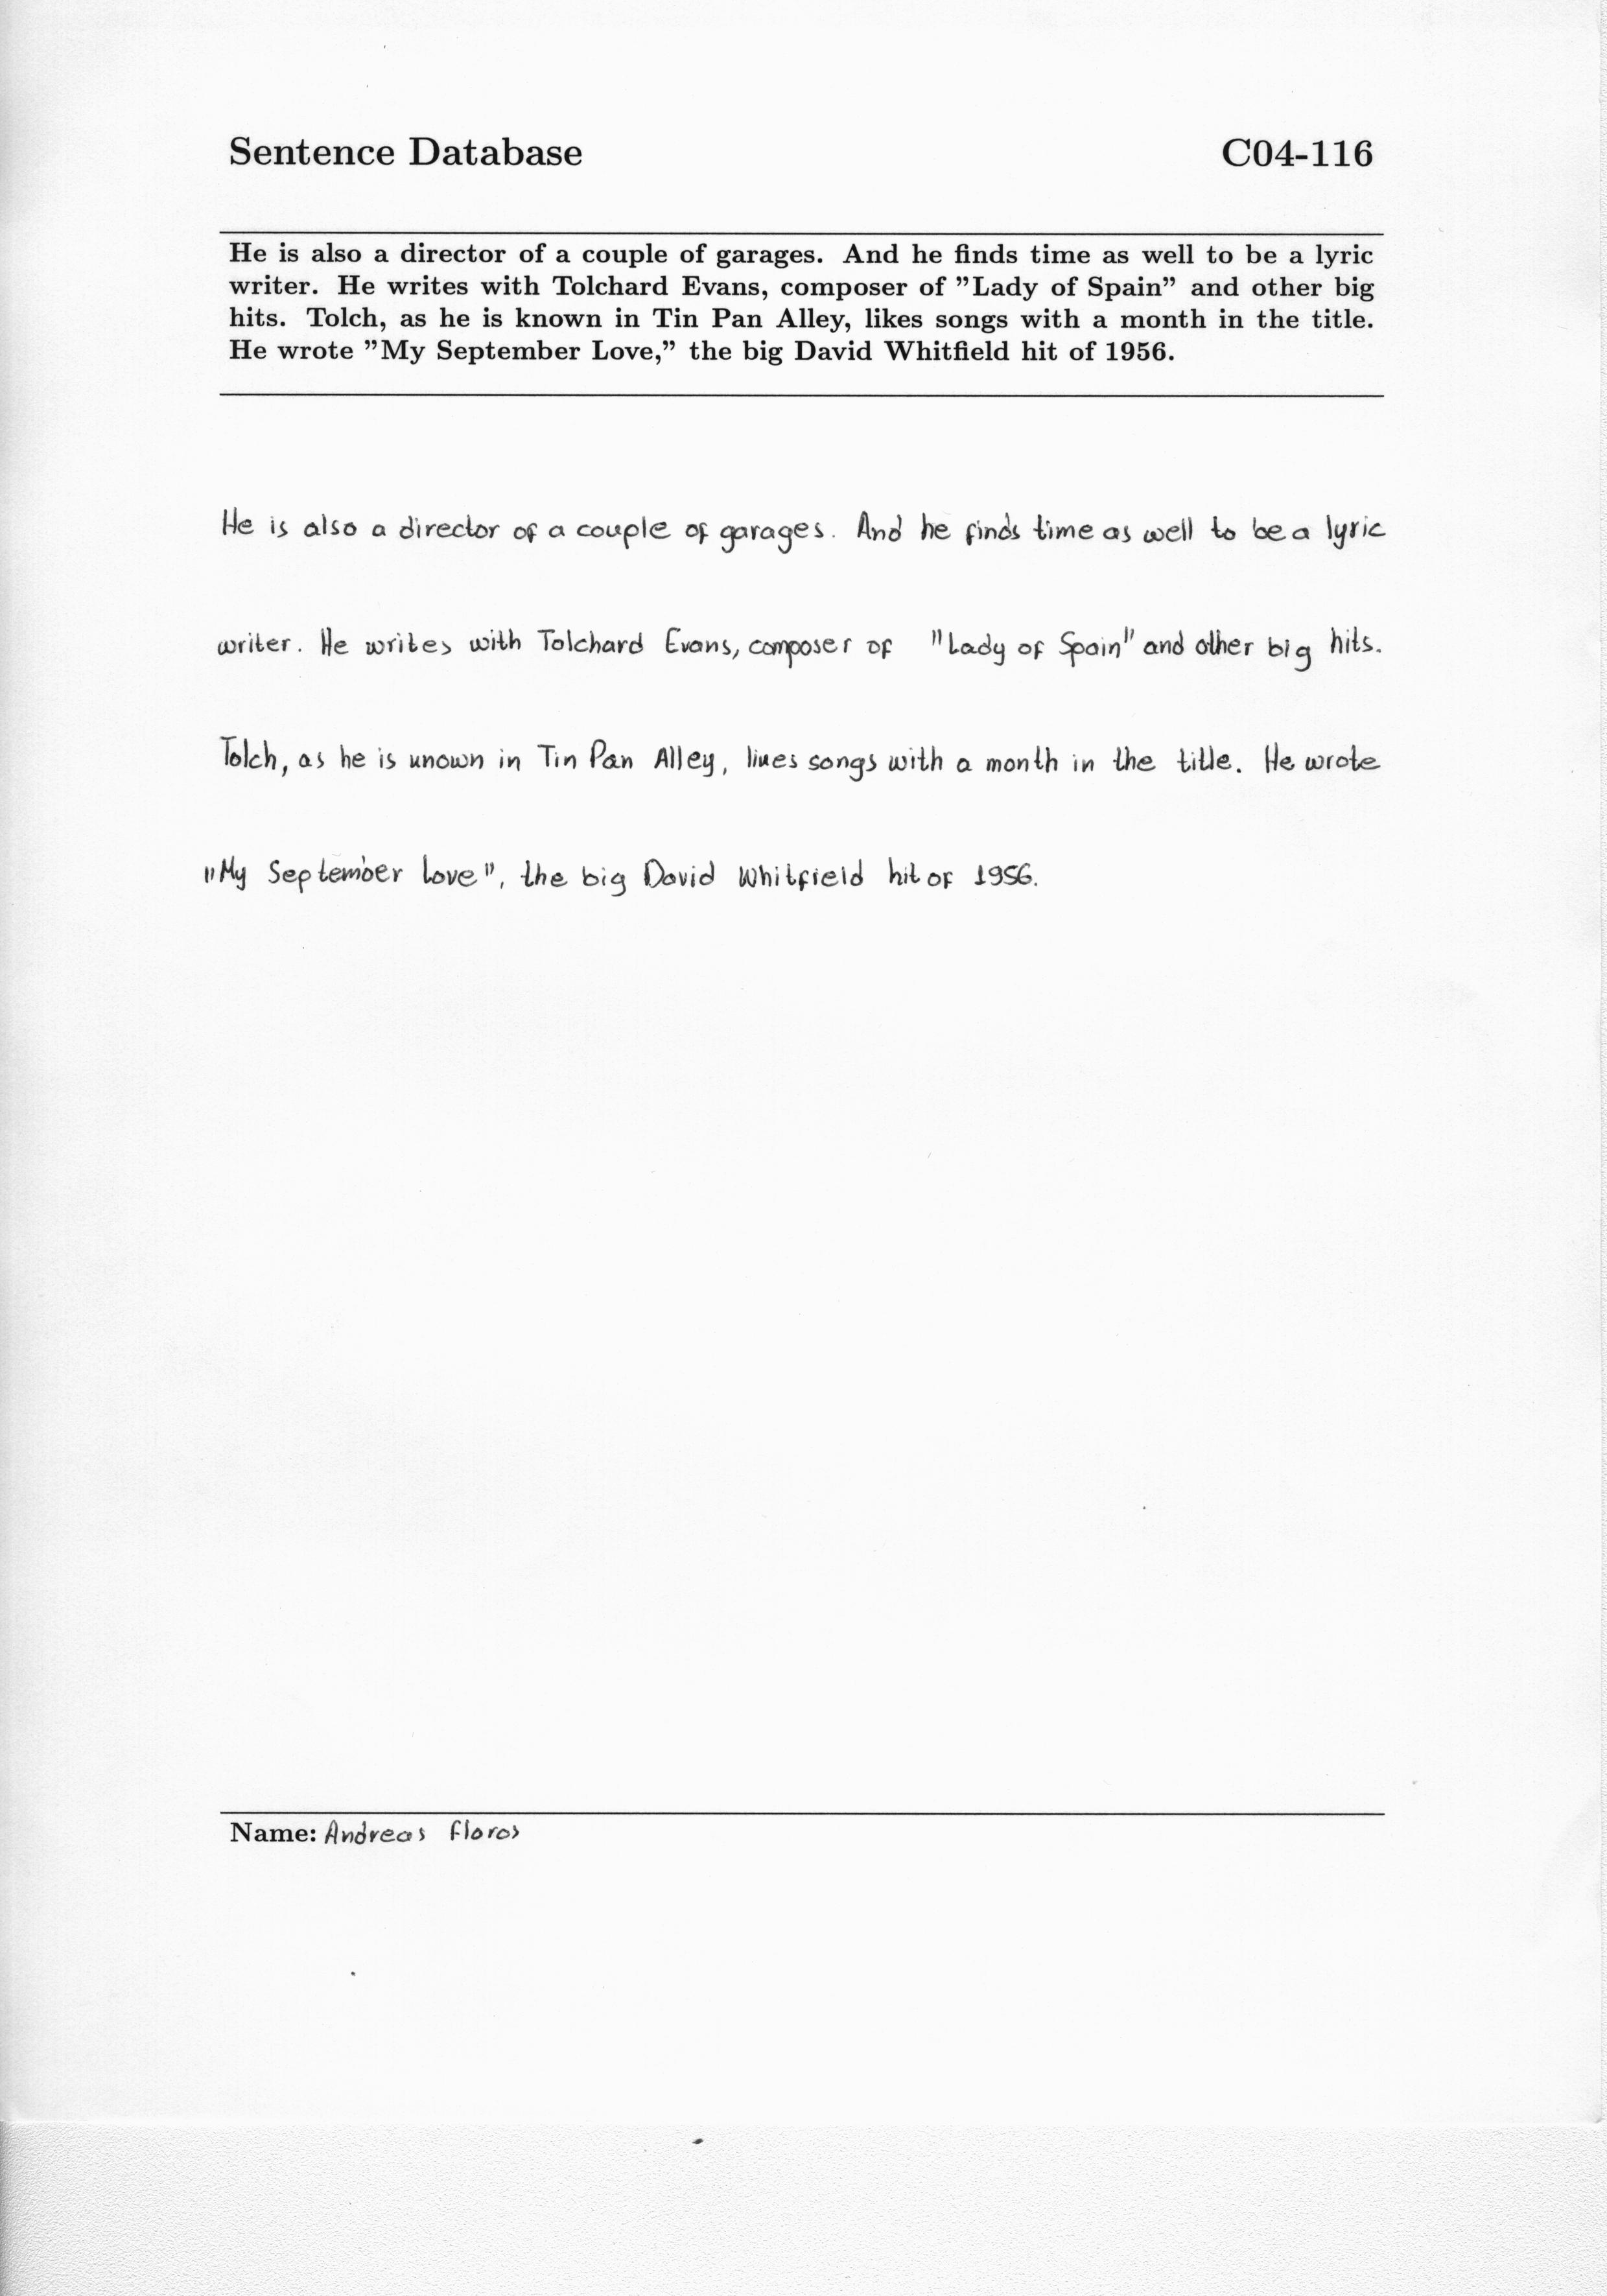 Sentence Database C04-116
He is also a director of a couple of garages. And he finds time as well to be a lyric
writer. He writes with Tolchard Evans, composer of ”Lady of Spain” and other big
hits. Tolch, as he is known in Tin Pan Alley, likes songs with a month in the title.
He wrote ”My September Love,” the big David Whitfield hit of 1956.
He is also a director of a couple of garages. And he finds time as well to be a lyric
writer. He writes with Tolchard Evans, composer of "Lady of Spain" and other big hits.
Tolch, as he is known in Tin Pan Alley, likes songs with a month in the title. He wrote
"My September Love", the big David Whitfield hit of 1956.
Name: Andreas Floros